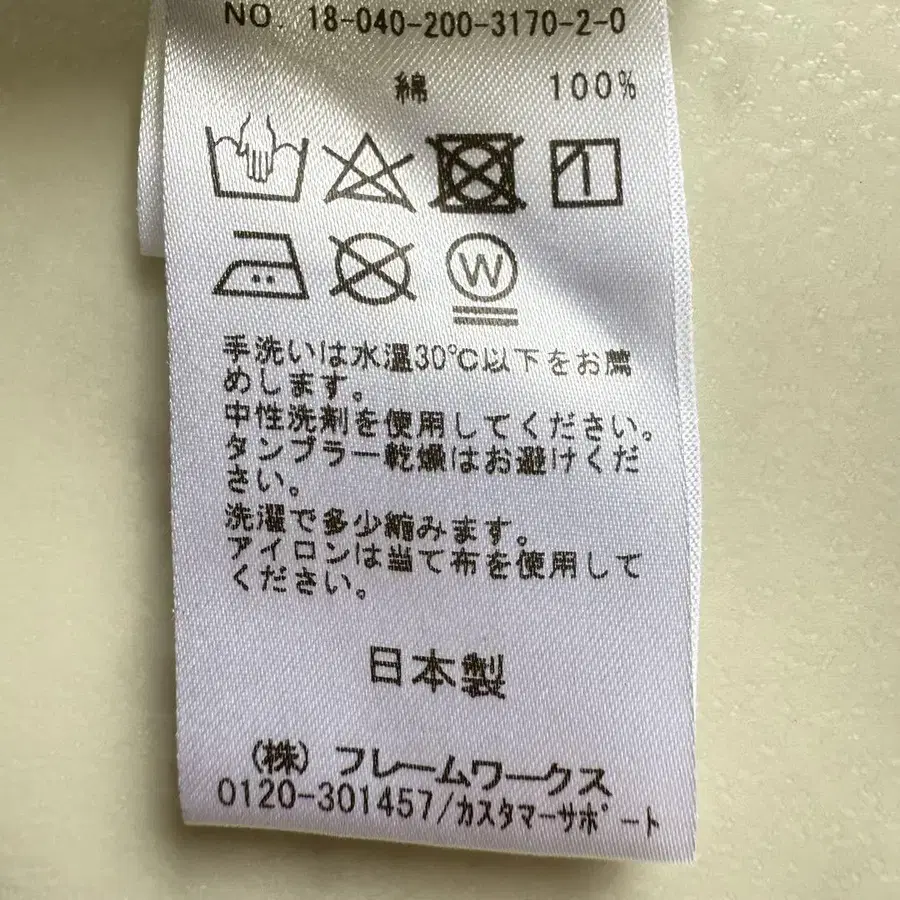 NO. 18-040-200-3170-2-0
綿 100%
W
手洗いは水温30℃以下をお薦
めします。
中性洗剤を使用してください。
タンブラー乾燥はお避けくだ
さい。
洗濯で多少縮みます。
アイロンは当て布を使用して
ください。
日本製
(株) フレームワークス
0120-301457/カスタマーサポート